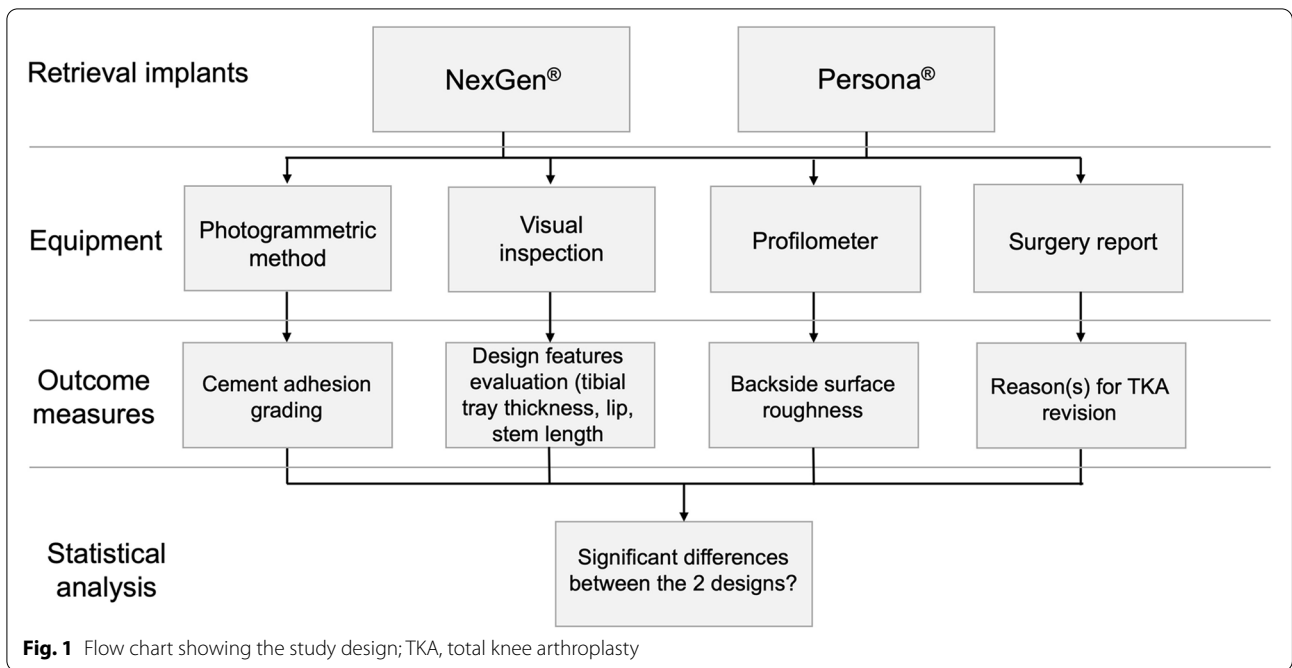 Retrieval implants
NexGen®
Persona®
Equipment
Photogrammetric
method
Visual
inspection
Profilometer
Surgery report
Outcome
measures
Cement adhesion
grading
Design features
evaluation (tibial
tray thickness, lip,
stem length
Backside surface
roughness
Reason(s) for TKA
revision
Statistical
analysis
Significant differences
between the 2 designs?
Fig. 1 Flow chart showing the study design; TKA, total knee arthroplasty